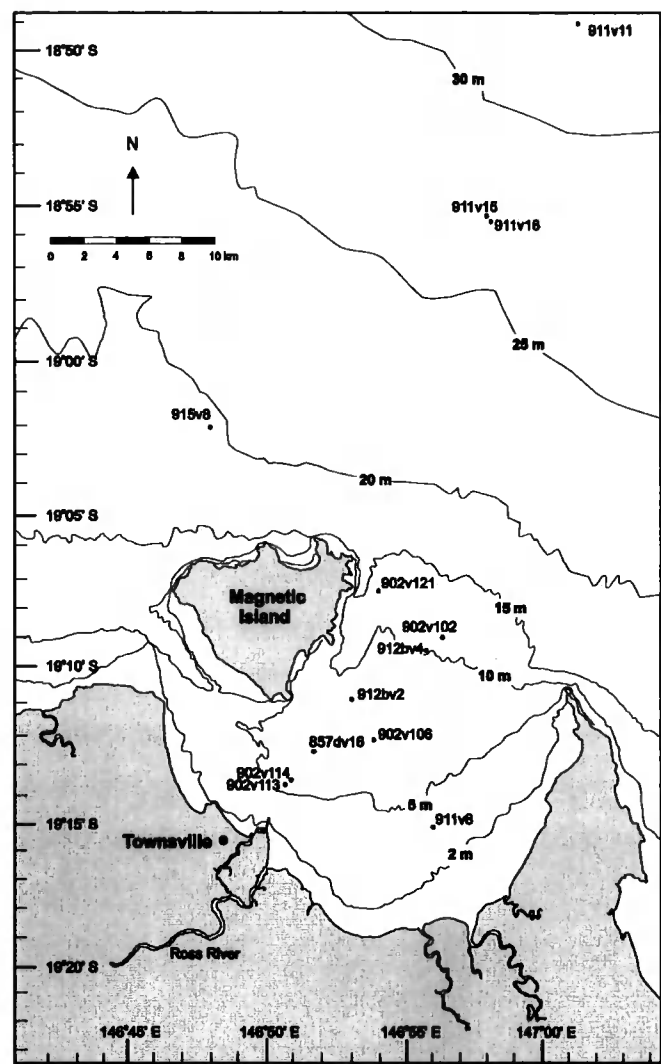 18°50' S
911v11
30 m
N
18°55' S
911v15
911v16
0 2 4 6 8 10 km
25 m
19°00' S
915v8
20 m
19°05' S
902v121
Magnetic
Island
15 m
902v102
912bv4
19°10' S
10 m
912bv2
902v106
857dv16
902v114
902v113
5 m
911v6
19°15' S
Townsville
2 m
Ross River
19°20' S
146°45' E
146°50' E
146°55' E
147°00' E